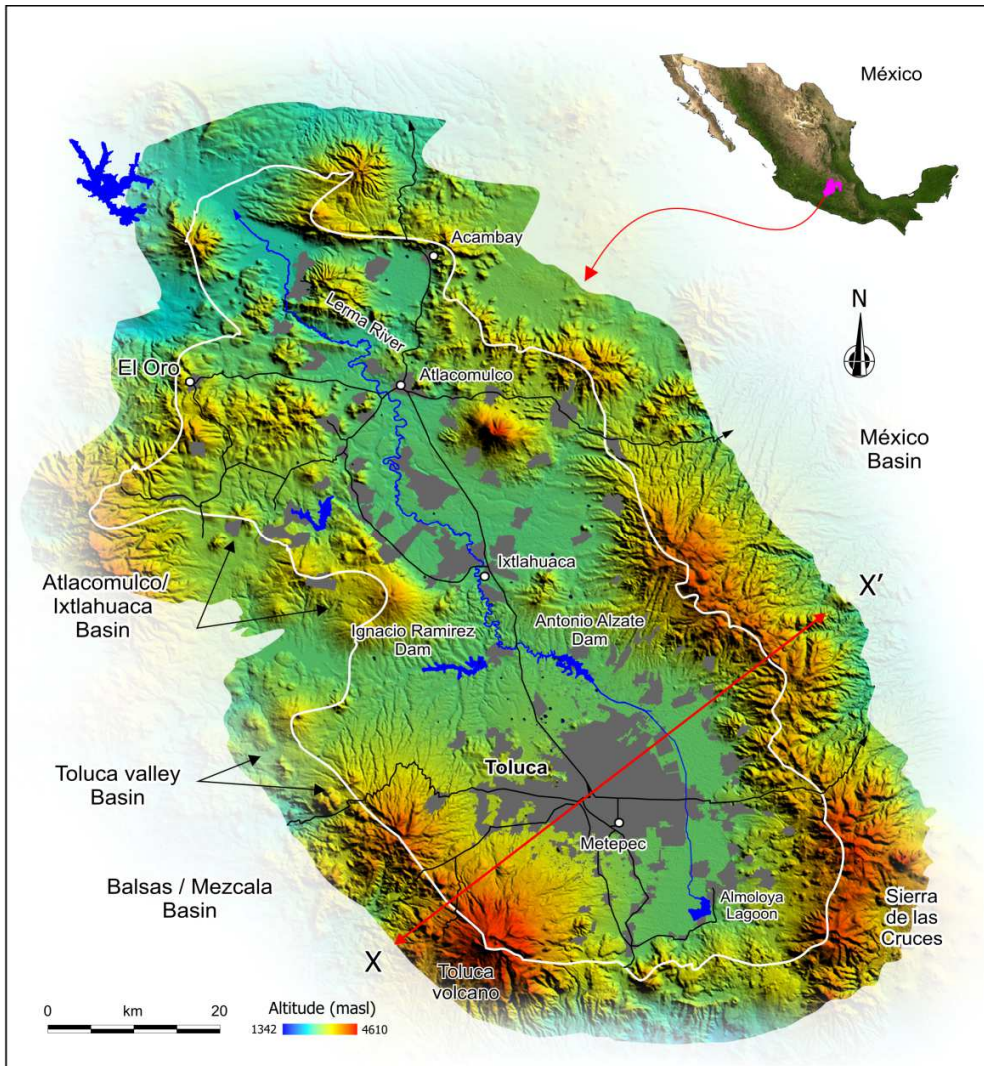 México
Acambay
Lerma River
N
El Oro
Atlacomulco
México
Basin
Ixtlahuaca
Atlacomulco/
Ixtlahuaca
Basin
X'
Ignacio Ramirez
Dam
Antonio Alzate
Dam
Toluca valley
Basin
Toluca
Metepec
Balsas / Mezcala
Basin
Almoloya
Lagoon
Sierra
de las
Cruces
X
Toluca
volcano
0
km
20
Altitude (masl)
1342
4610